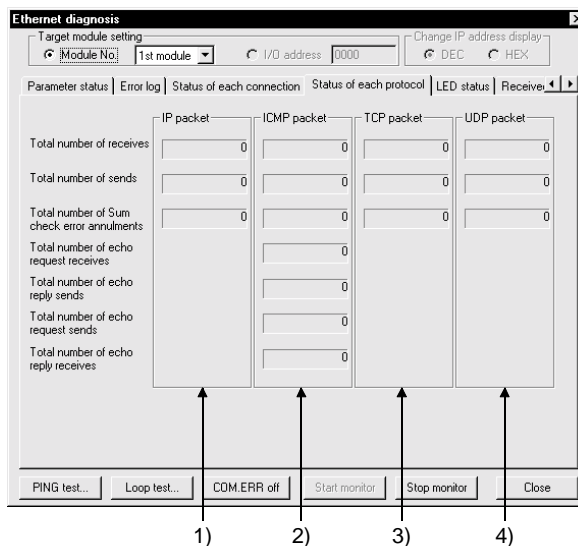 Ethernet diagnosis
Target module setting
Module No. 1st module I/O address 0000
Change IP address display
DEC HEX
Parameter status Error log Status of each connection Status of each protocol LED status Receive
IP packet ICMP packet TCP packet UDP packet
Total number of receives 0 0 0 0
Total number of sends 0 0 0 0
Total number of Sum
check error annulments 0 0 0 0
Total number of echo
request receives 0
Total number of echo
reply sends 0
Total number of echo
request sends 0
Total number of echo
reply receives 0
PING test... Loop test... COM.ERR off Start monitor Stop monitor Close
1) 2) 3) 4)